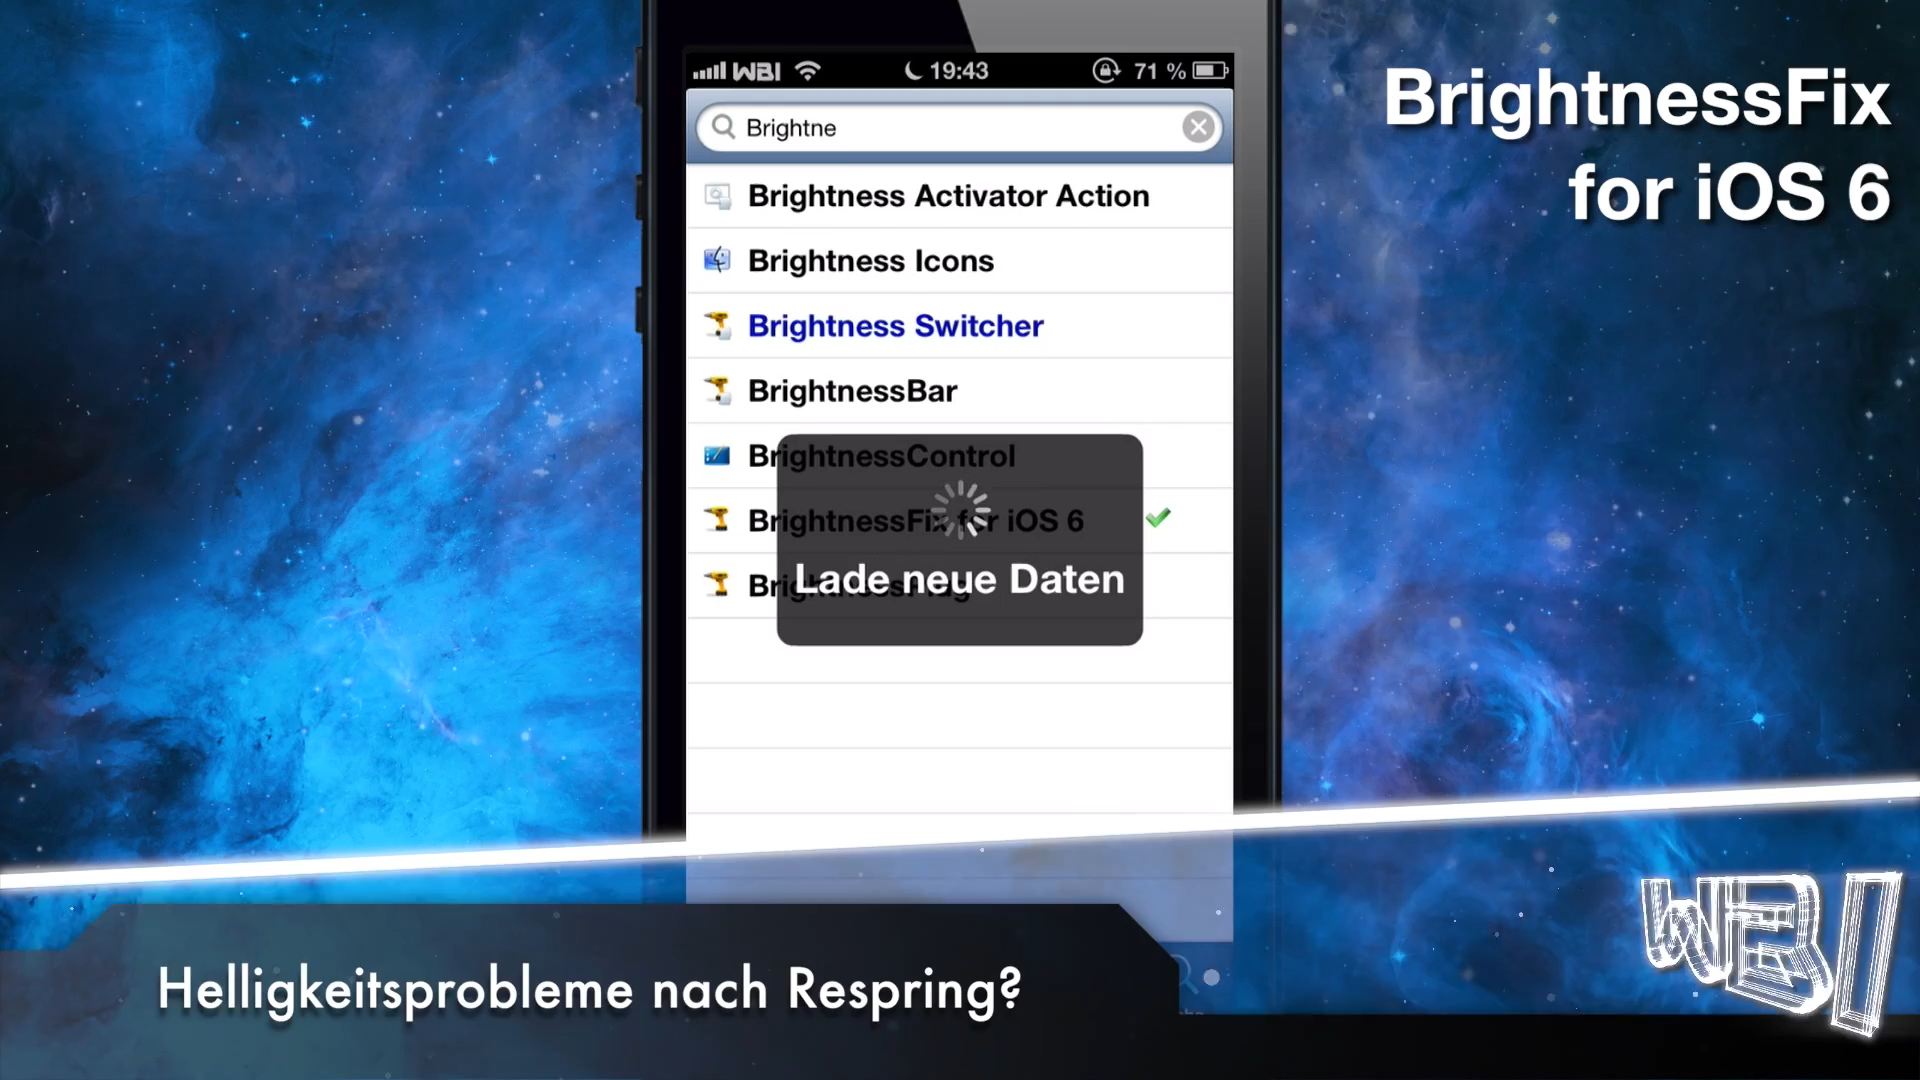 WBI 19:43 71 %
Brightne
BrightnessFix
for iOS 6
Brightness Activator Action
Brightness Icons
Brightness Switcher
BrightnessBar
BrightnessControl
BrightnessFix for iOS 6
Lade neue Daten
WBI
Helligkeitsprobleme nach Respring?